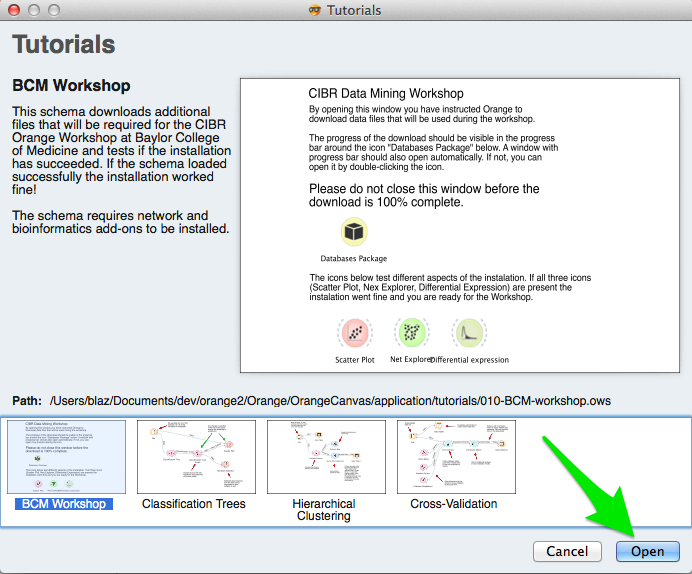 Tutorials
Tutorials
BCM Workshop
This schema downloads additional
files that will be required for the CIBR
Orange Workshop at Baylor College
of Medicine and tests if the installation
has succeeded. If the schema loaded
successfully the installation worked
fine!
The schema requires network and
bioinformatics add-ons to be installed.
CIBR Data Mining Workshop
By opening this window you have instructed Orange to
download data files that will be used during the workshop.
The progress of the download should be visible in the progress
bar around the icon "Databases Package" below. A window with
progress bar should also open automatically. If not, you can
open it by double-clicking the icon.
Please do not close this window before the
download is 100% complete.
Databases Package
The icons below test different aspects of the instalation. If all three icons
(Scatter Plot, Nex Explorer, Differential Expression) are present the
instalation went fine and you are ready for the Workshop.
Scatter Plot Net Explorer Differential expression
Path: /Users/blaz/Documents/dev/orange2/Orange/OrangeCanvas/application/tutorials/010-BCM-workshop.ows
BCM Workshop Classification Trees Hierarchical Cross-Validation
Clustering
Cancel Open